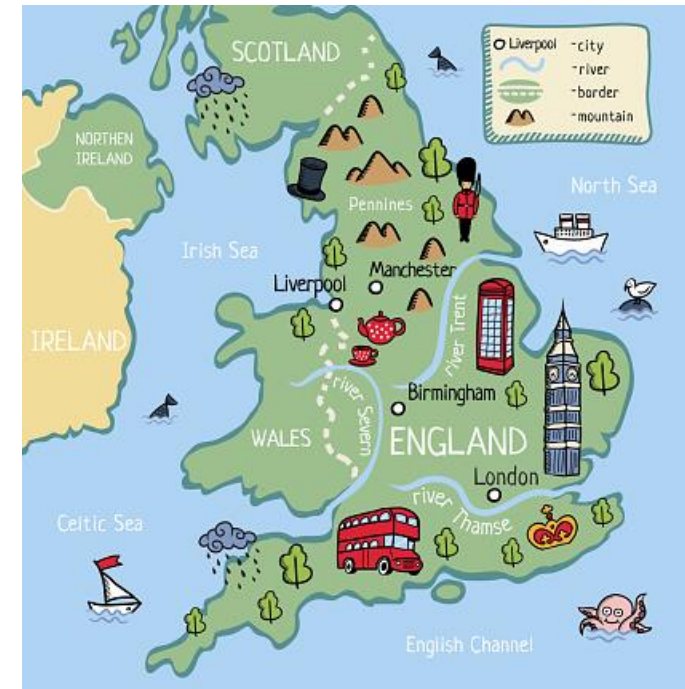 SCOTLAND
Liverpool -city
-river
-border
-mountain
NORTHEN
IRELAND
North Sea
Pennines
Irish Sea
Manchester
Liverpool
river Trent
IRELAND
Birmingham
river Severn
WALES
ENGLAND
London
river Thamse
Celtic Sea
English Channel